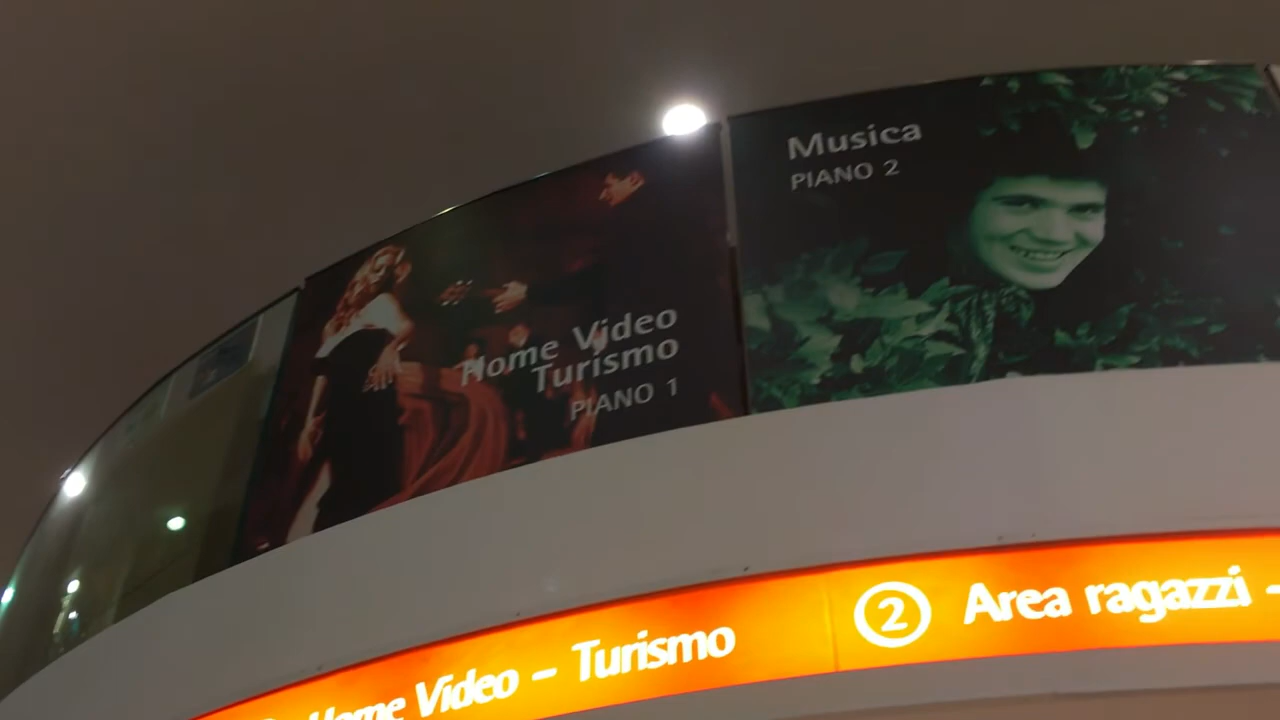 Musica
PIANO 2
Home Video
Turismo
PIANO 1
Home Video – Turismo
2 Area ragazzi -